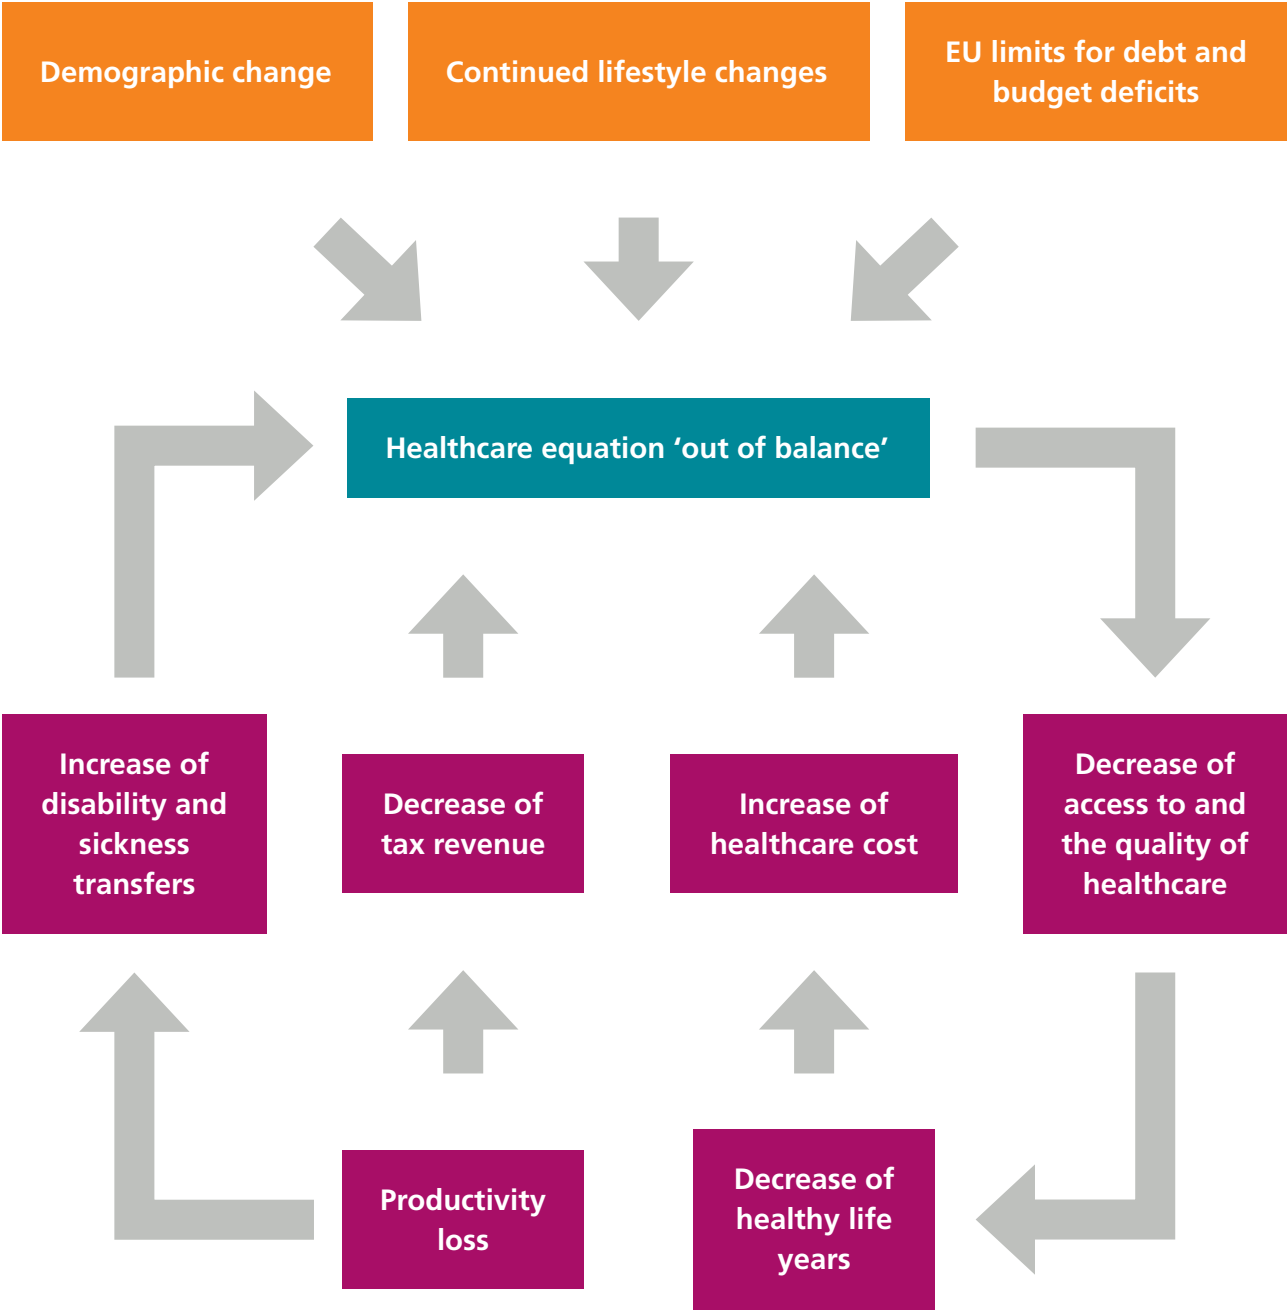 Demographic change
Continued lifestyle changes
EU limits for debt and
budget deficits
Healthcare equation ‘out of balance’
Increase of
disability and
sickness
transfers
Decrease of
tax revenue
Increase of
healthcare cost
Decrease of
access to and
the quality of
healthcare
Productivity
loss
Decrease of
healthy life
years